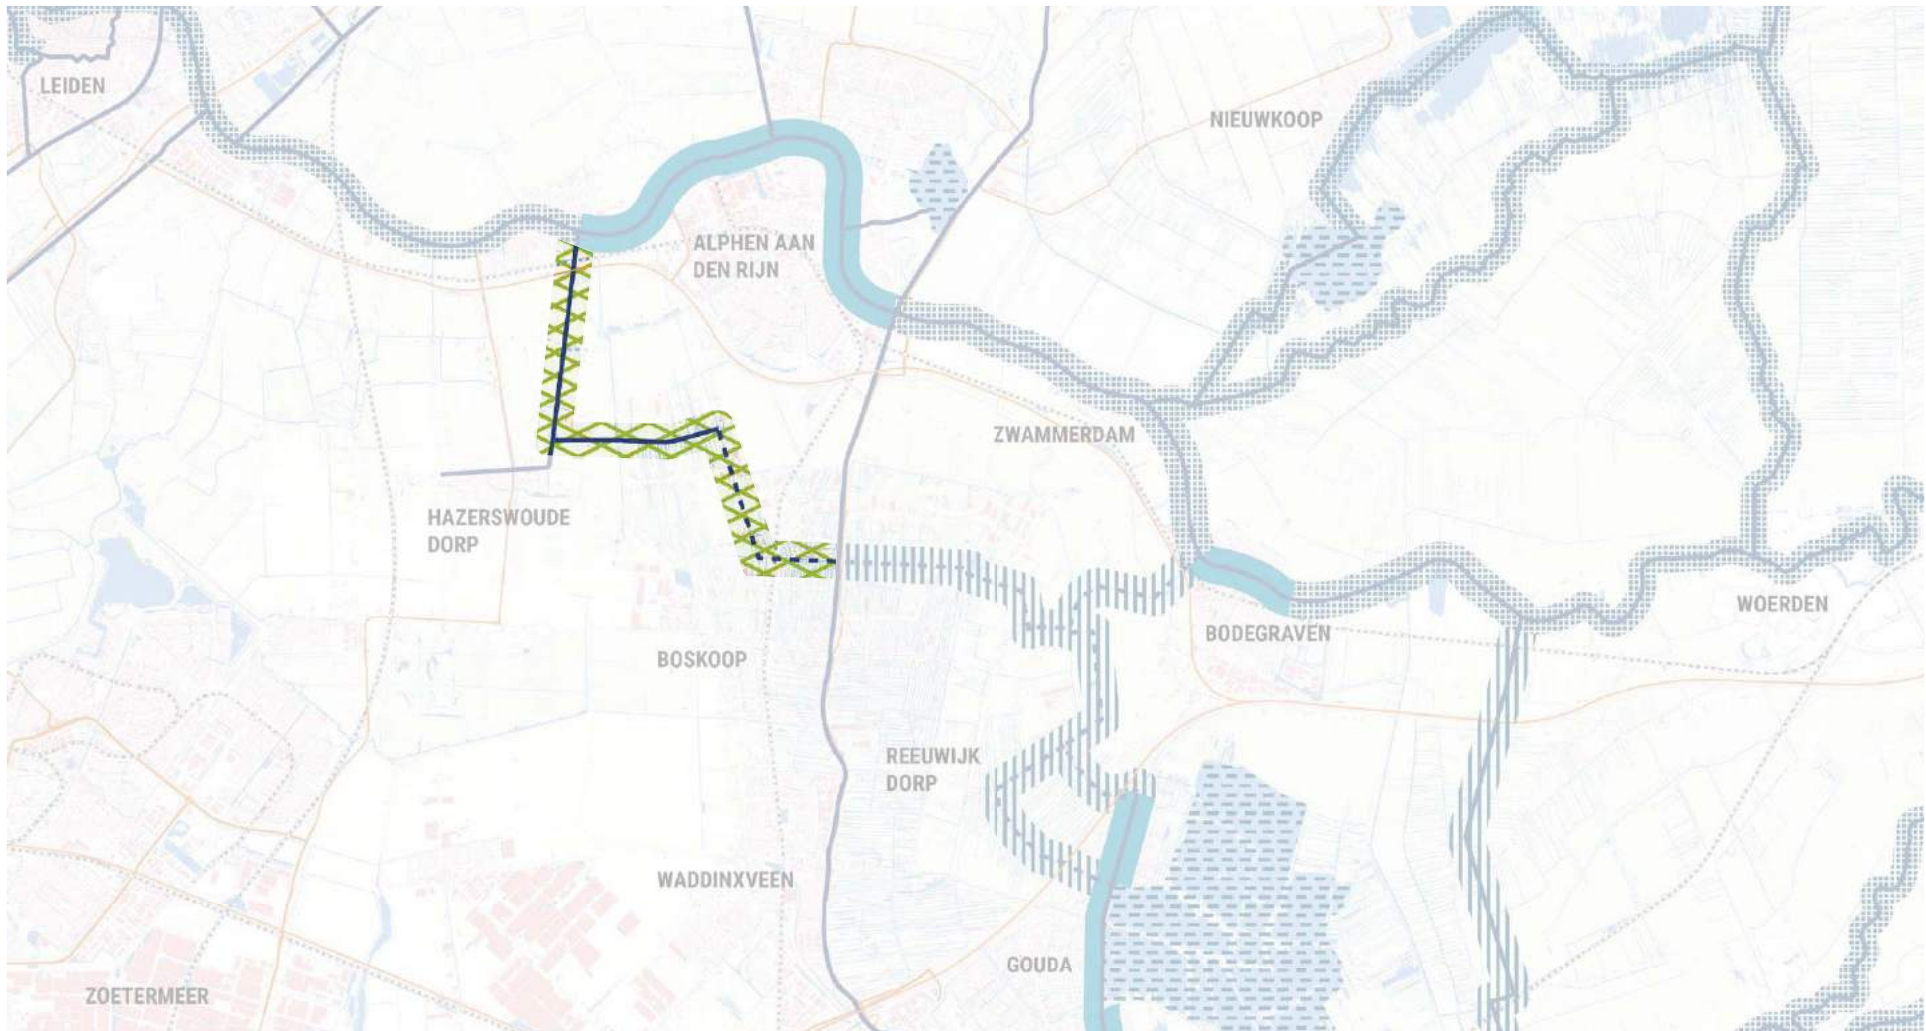 LEIDEN
NIEUWKOOP
ALPHEN AAN
DEN RIJN
ZWAMMERDAM
HAZERSWOUDE
DORP
WOERDEN
BODEGRAVEN
BOSKOOP
REEUWIJK
DORP
WADDINXVEEN
GOUDA
ZOETERMEER